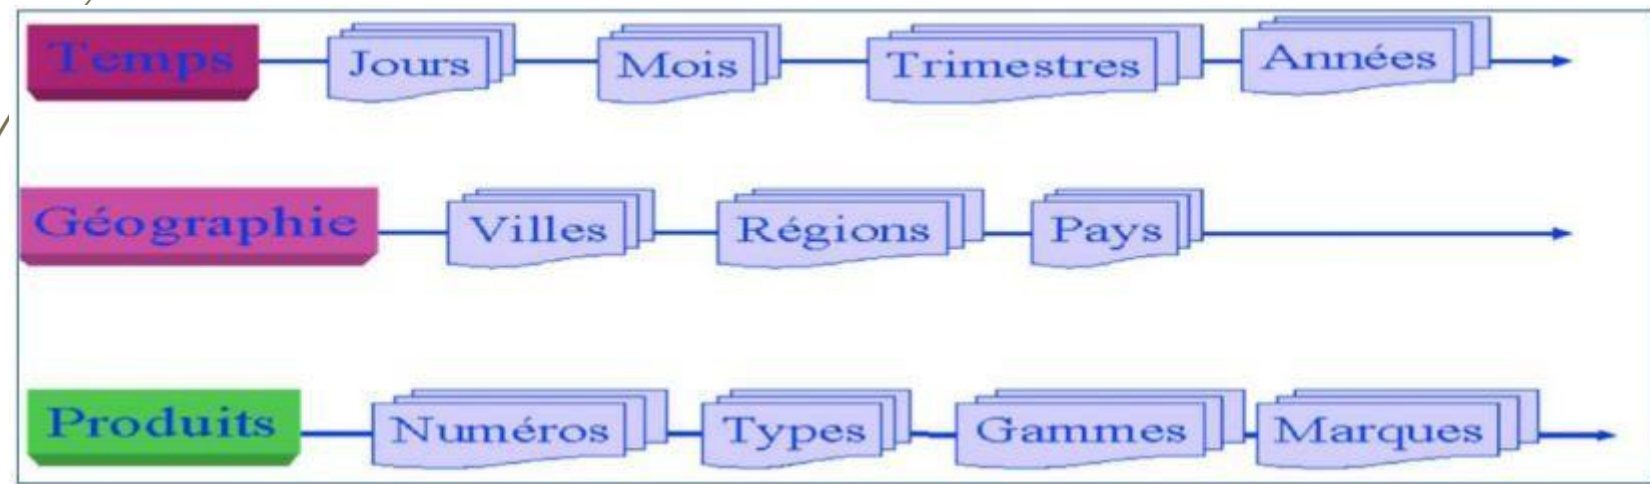 Temps Jours Mois Trimestres Années
Géographie Villes Régions Pays
Produits Numéros Types Gammes Marques